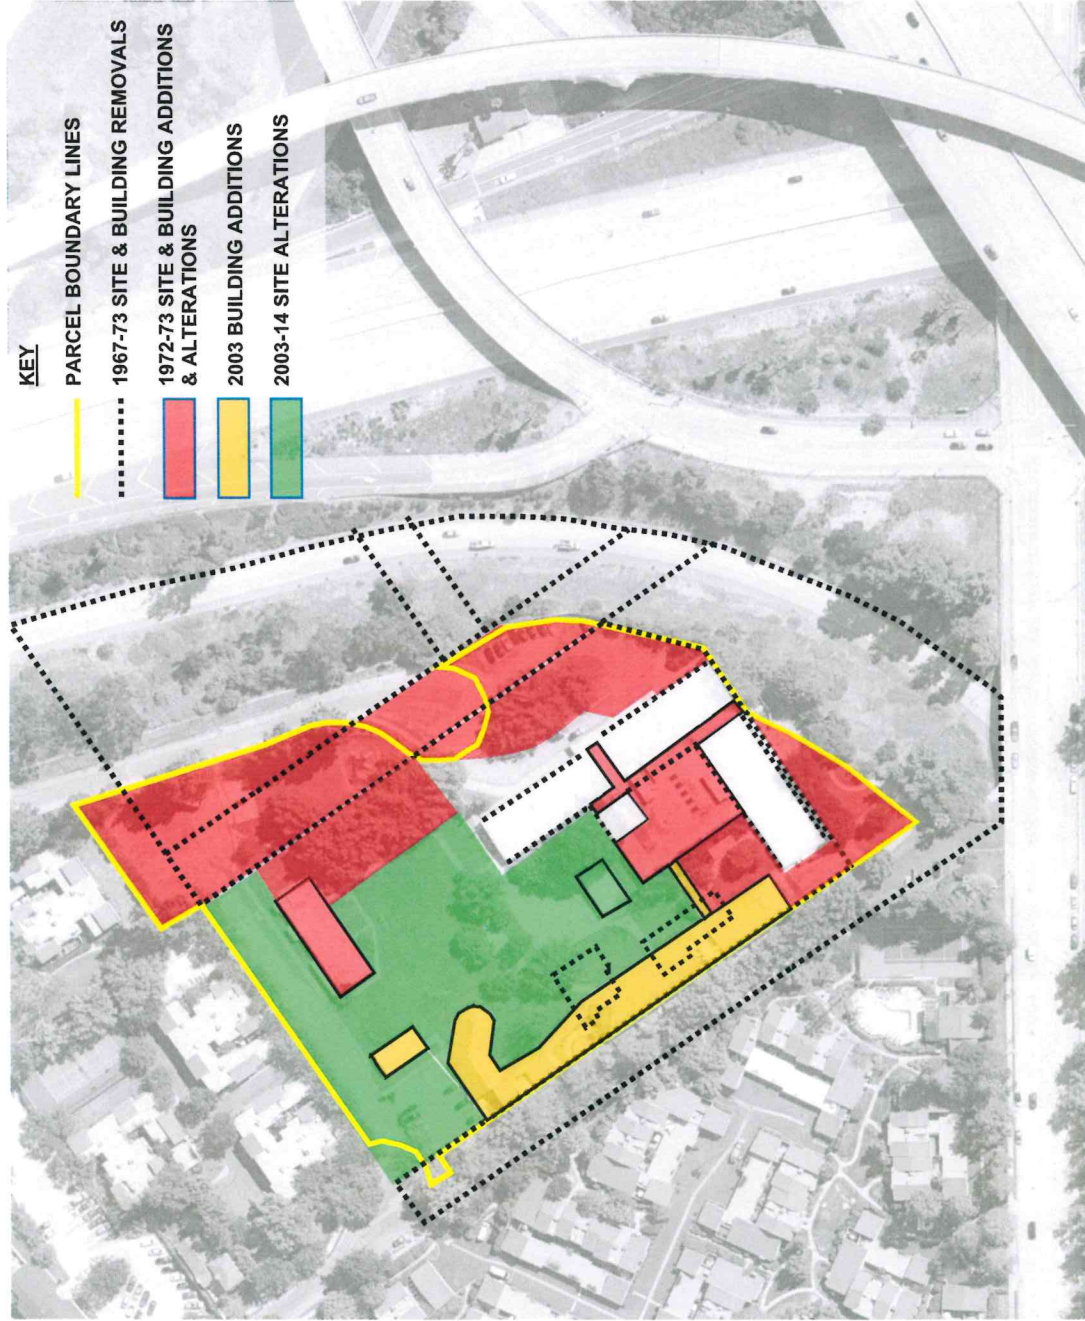 KEY
PARCEL BOUNDARY LINES
1967-73 SITE & BUILDING REMOVALS
1972-73 SITE & BUILDING ADDITIONS
& ALTERATIONS
2003 BUILDING ADDITIONS
2003-14 SITE ALTERATIONS